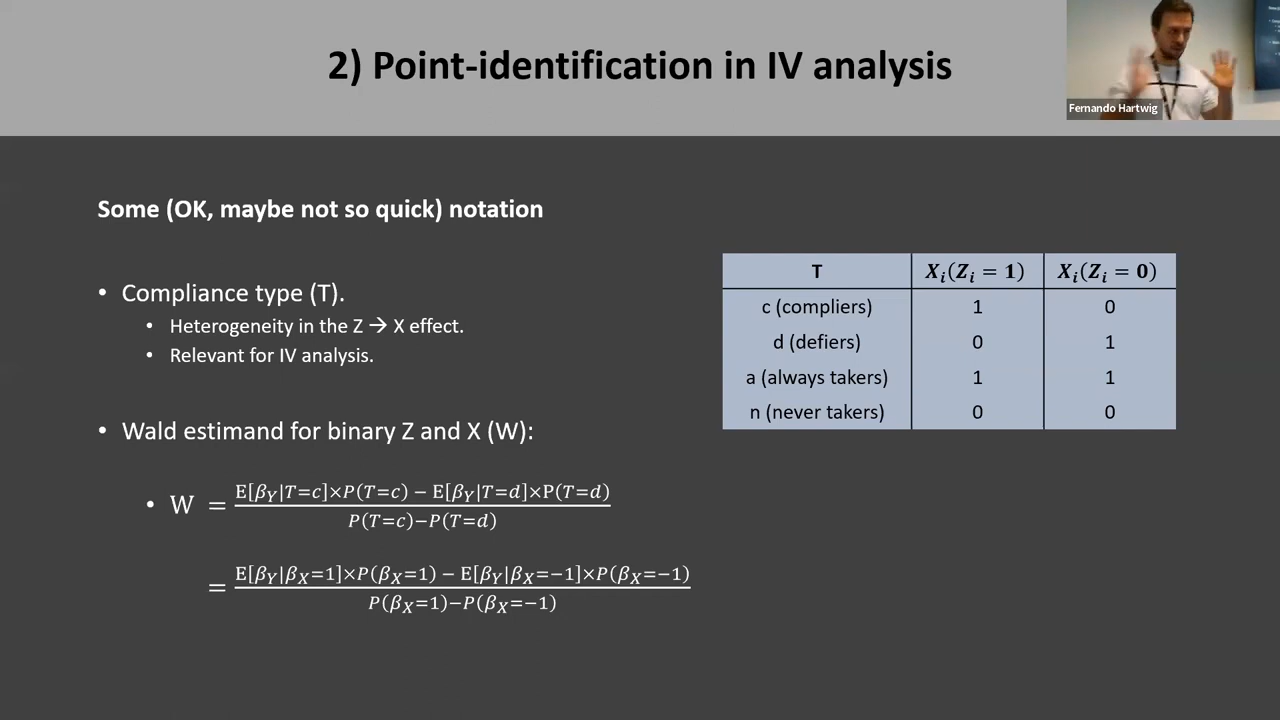 2) Point-identification in IV analysis
Fernando Hartwig
Some (OK, maybe not so quick) notation
• Compliance type (T).
• Heterogeneity in the Z → X effect.
• Relevant for IV analysis.
• Wald estimand for binary Z and X (W):
• W = E[β_Y|T=c]×P(T=c) − E[β_Y|T=d]×P(T=d) / P(T=c)−P(T=d)
= E[β_Y|β_X=1]×P(β_X=1) − E[β_Y|β_X=−1]×P(β_X=−1) / P(β_X=1)−P(β_X=−1)
T X_i(Z_i = 1) X_i(Z_i = 0)
c (compliers) 1 0
d (defiers) 0 1
a (always takers) 1 1
n (never takers) 0 0